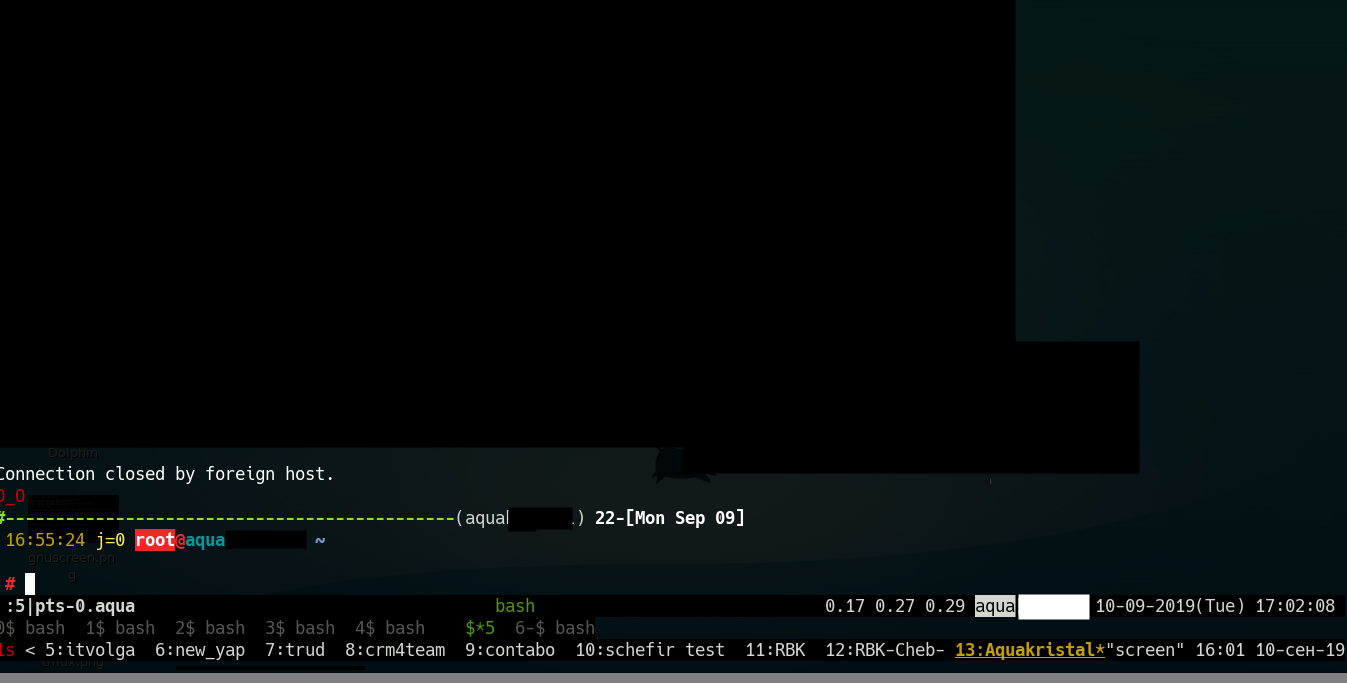 Dolphin
Connection closed by foreign host.
O_O
#---------------------------------------------(aqua ) 22-[Mon Sep 09]
16:55:24 j=0 root@aqua ~
gnuscreen.pn
g
#
:5|pts-0.aqua bash 0.17 0.27 0.29 aqua 10-09-2019(Tue) 17:02:08
0$ bash 1$ bash 2$ bash 3$ bash 4$ bash $*5 6-$ bash
1s < 5:itvolga 6:new_yap 7:trud 8:crm4team 9:contabo 10:schefir test 11:RBK 12:RBK-Cheb- 13:Aquakristal*"screen" 16:01 10-сен-19
tmux.png